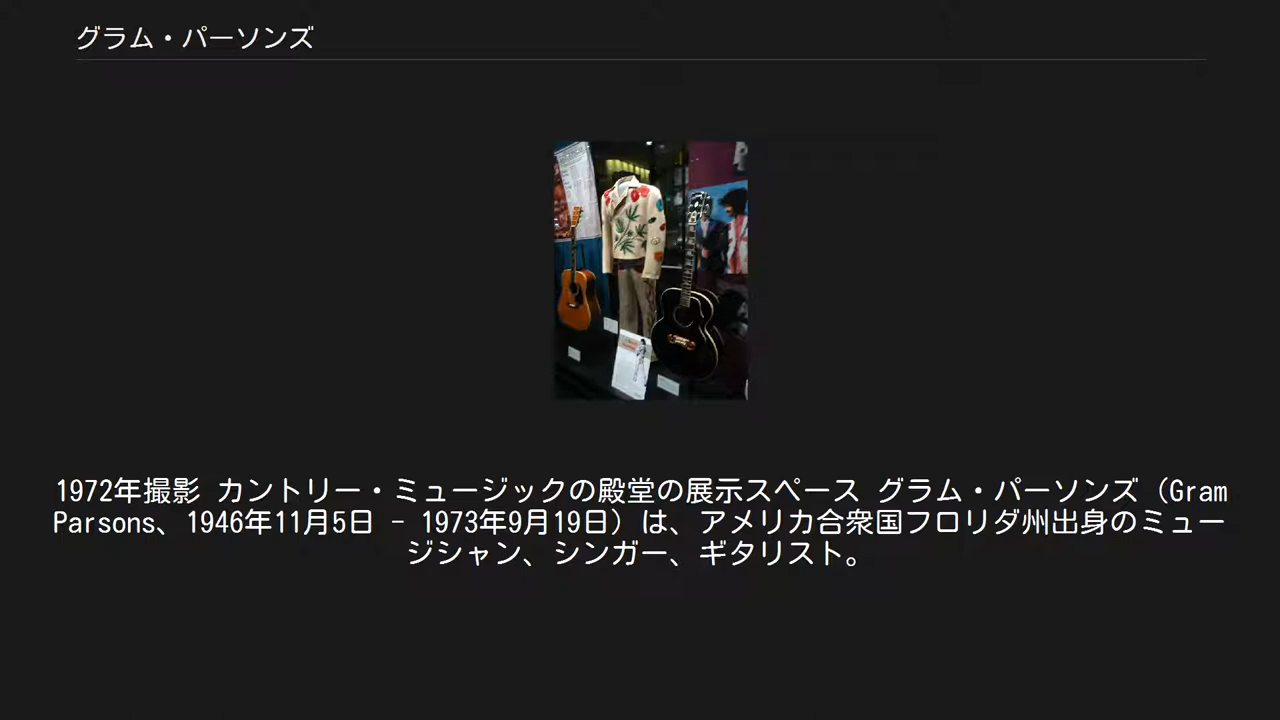 グラム・パーソンズ
1972年撮影 カントリー・ミュージックの殿堂の展示スペース グラム・パーソンズ（Gram
Parsons、1946年11月5日 - 1973年9月19日）は、アメリカ合衆国フロリダ州出身のミュー
ジシャン、シンガー、ギタリスト。